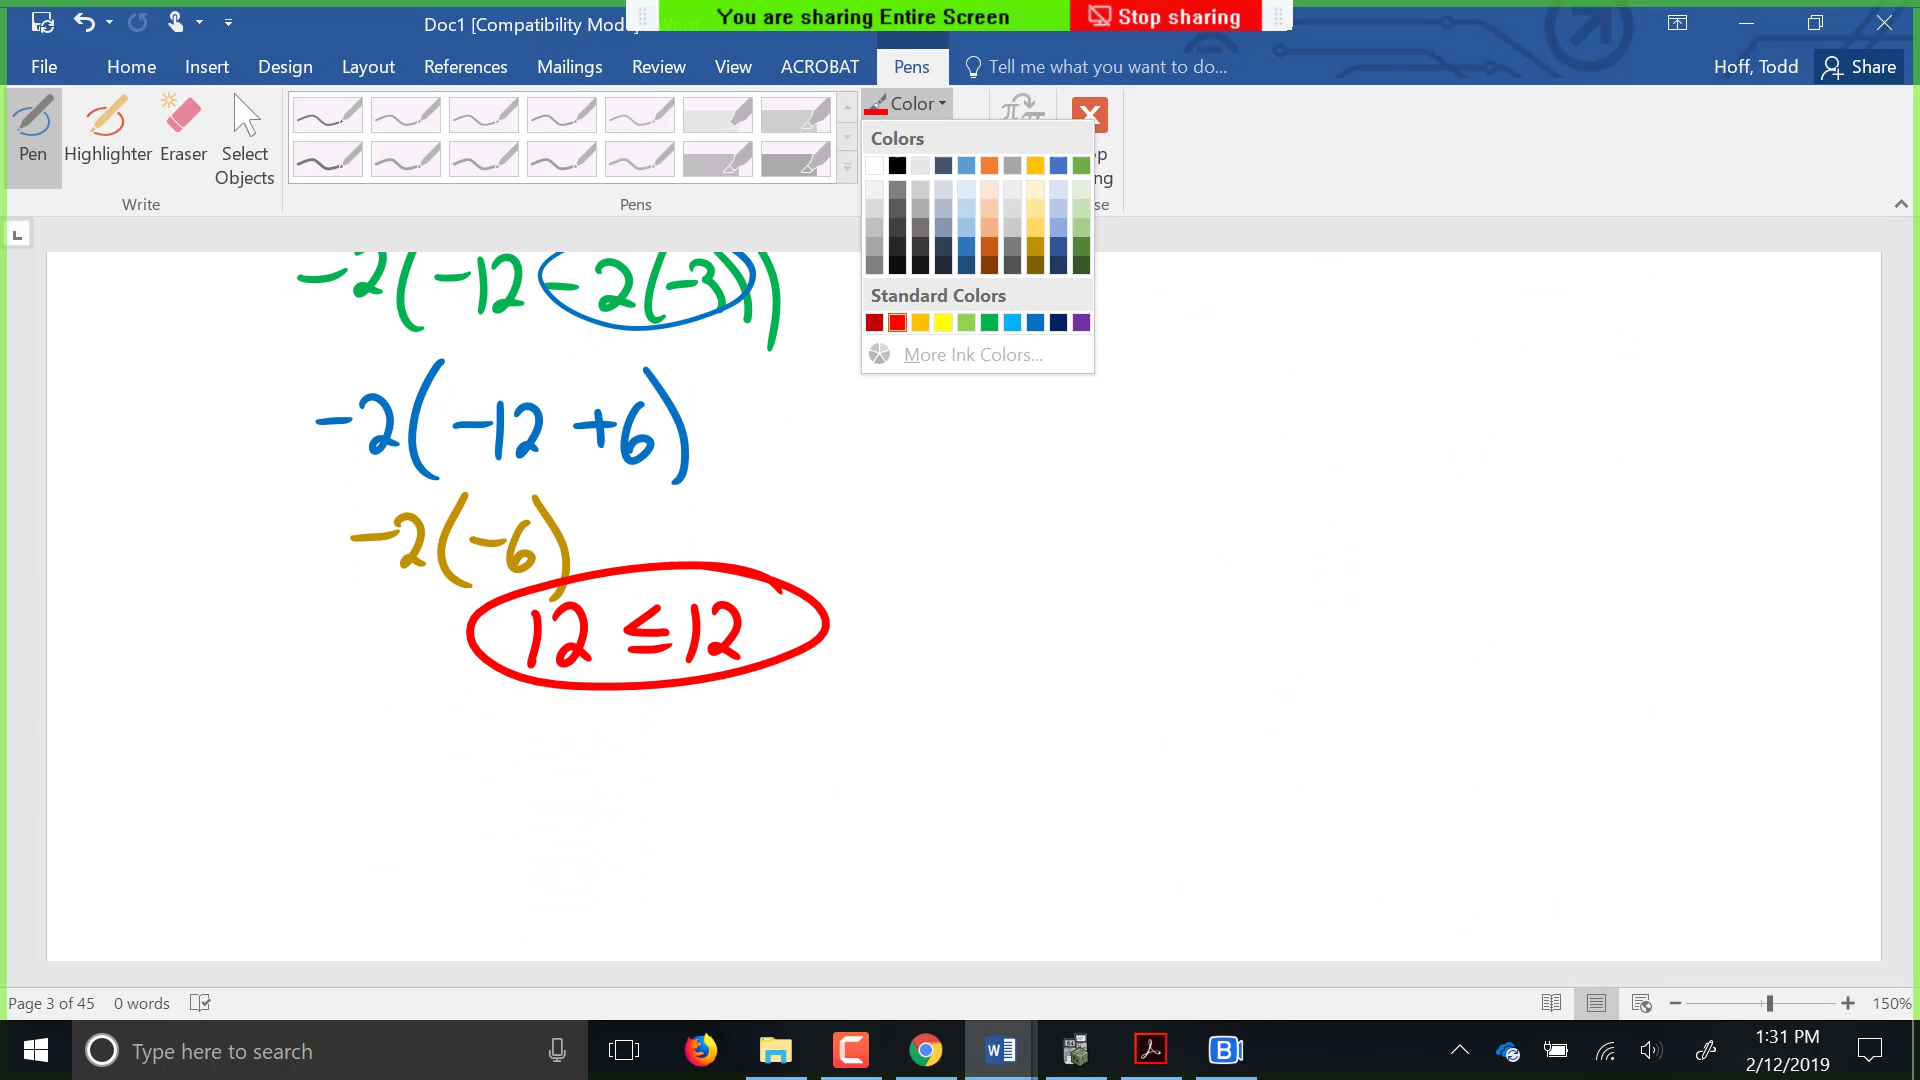 Doc1 [Compatibility Mod
You are sharing Entire Screen
Stop sharing
File
Home
Insert
Design
Layout
References
Mailings
Review
View
ACROBAT
Pens
Tell me what you want to do...
Hoff, Todd
Share
Pen
Highlighter
Eraser
Select
Objects
Color
Write
Pens
Colors
Standard Colors
More Ink Colors...
−2(−12 −2(−3))
−2(−12 +6)
−2(−6)
12 ≤ 12
Page 3 of 45
0 words
150%
Type here to search
1:31 PM
2/12/2019